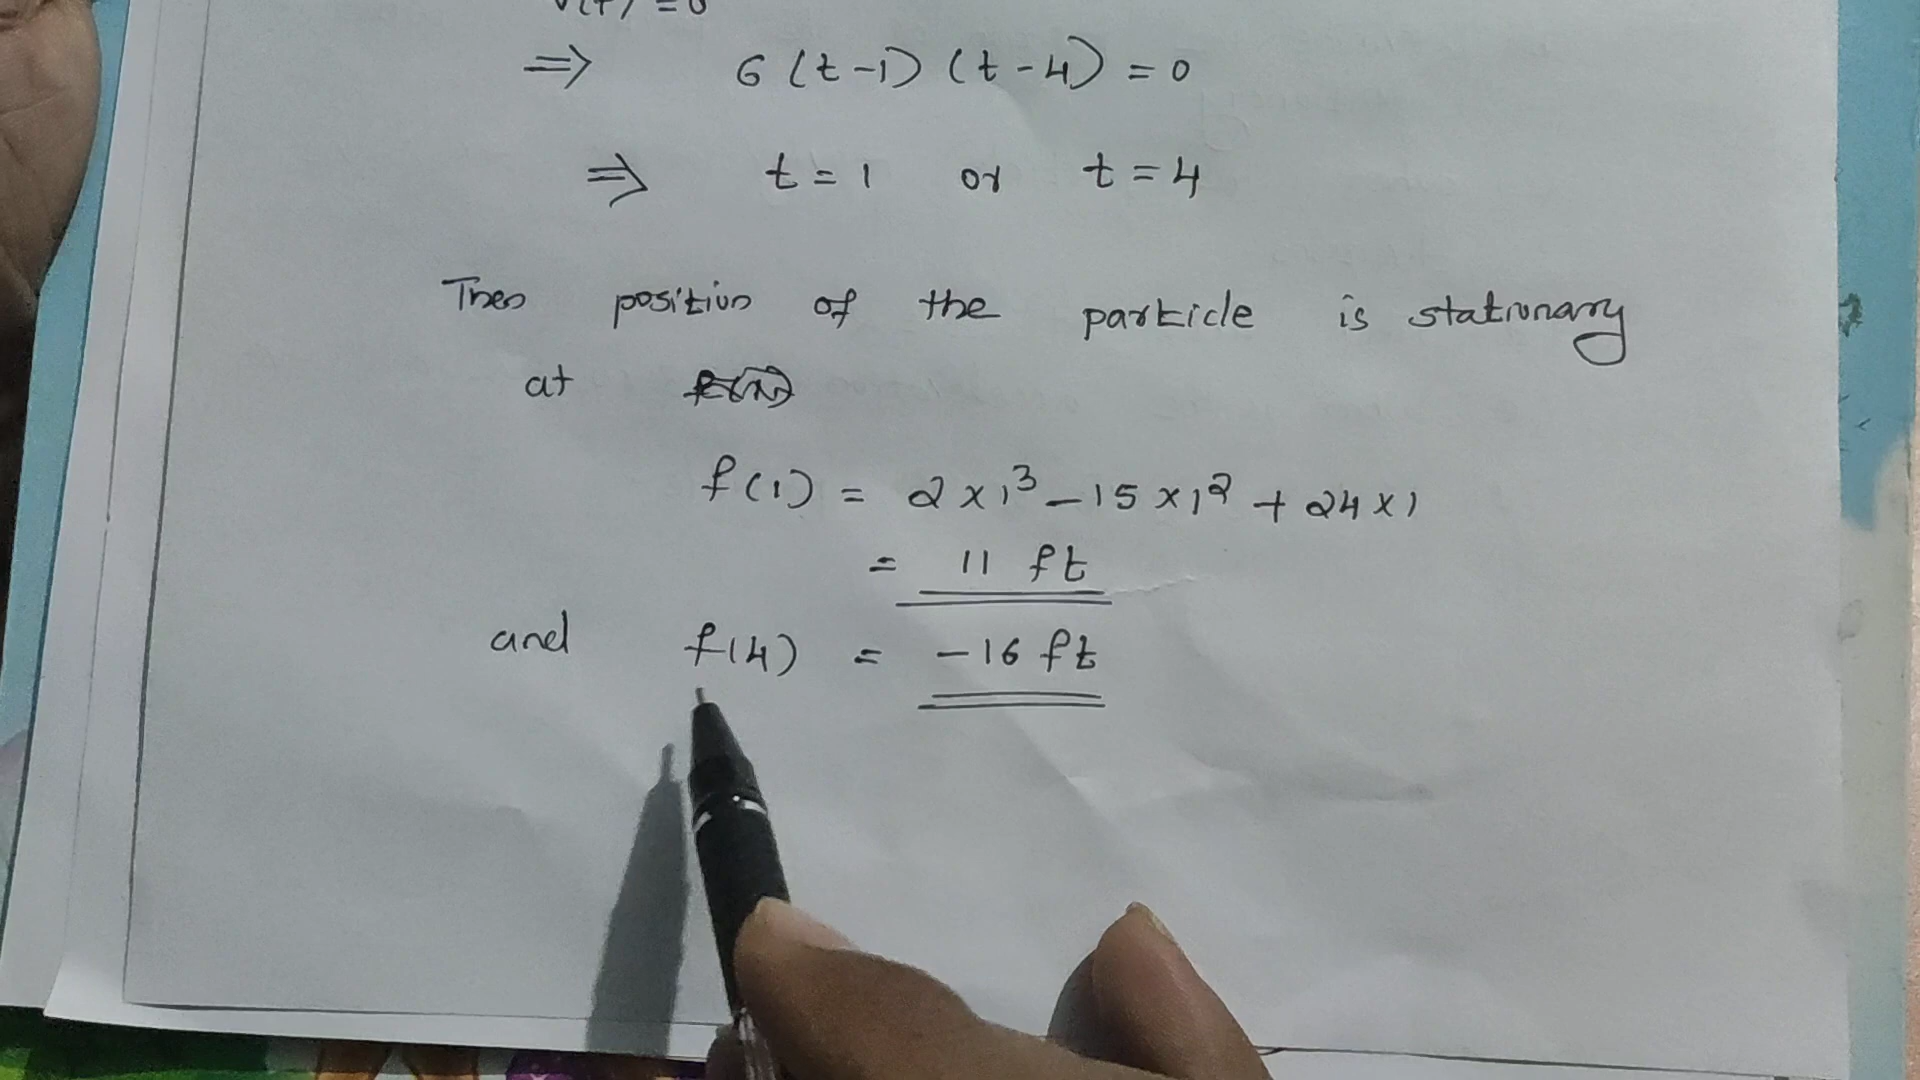 v(t) = 0
⇒ 6 (t-1) (t-4) = 0
⇒ t = 1 or t = 4
Then position of the particle is stationary
at
f(1) = 2 x 1³ - 15 x 1² + 24 x 1
= 11 ft
and f(4) = -16 ft